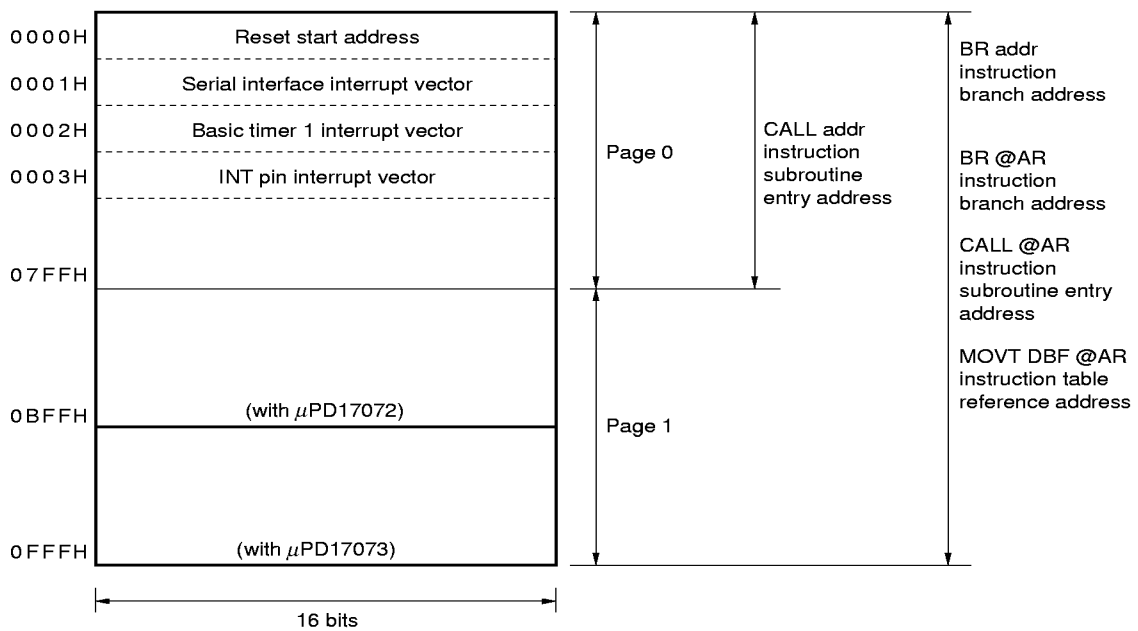 0000H
Reset start address
0001H
Serial interface interrupt vector
0002H
Basic timer 1 interrupt vector
0003H
INT pin interrupt vector
07FFH
0BFFH
(with μPD17072)
0FFFH
(with μPD17073)
16 bits
Page 0
Page 1
CALL addr
instruction
subroutine
entry address
BR addr
instruction
branch address
BR @AR
instruction
branch address
CALL @AR
instruction
subroutine entry
address
MOVT DBF @AR
instruction table
reference address